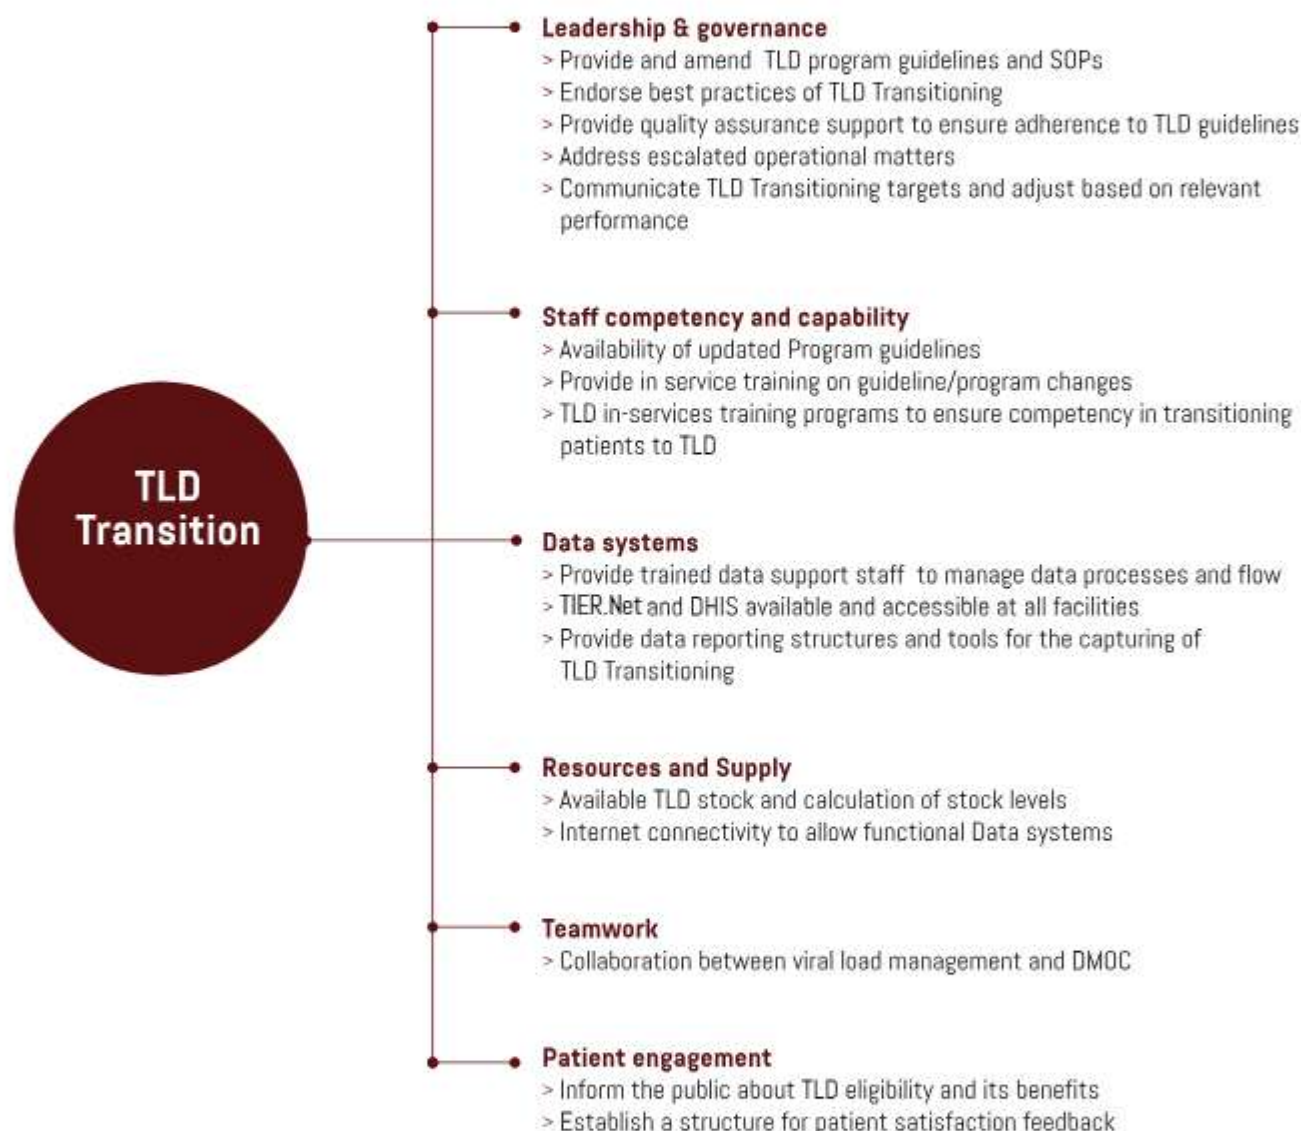 Leadership & governance
> Provide and amend TLD program guidelines and SOPs
> Endorse best practices of TLD Transitioning
> Provide quality assurance support to ensure adherence to TLD guidelines
> Address escalated operational matters
> Communicate TLD Transitioning targets and adjust based on relevant
performance
Staff competency and capability
> Availability of updated Program guidelines
> Provide in service training on guideline/program changes
> TLD in-services training programs to ensure competency in transitioning
patients to TLD
TLD
Transition
Data systems
> Provide trained data support staff to manage data processes and flow
> TIER.Net and DHIS available and accessible at all facilities
> Provide data reporting structures and tools for the capturing of
TLD Transitioning
Resources and Supply
> Available TLD stock and calculation of stock levels
> Internet connectivity to allow functional Data systems
Teamwork
> Collaboration between viral load management and DMOC
Patient engagement
> Inform the public about TLD eligibility and its benefits
> Establish a structure for patient satisfaction feedback